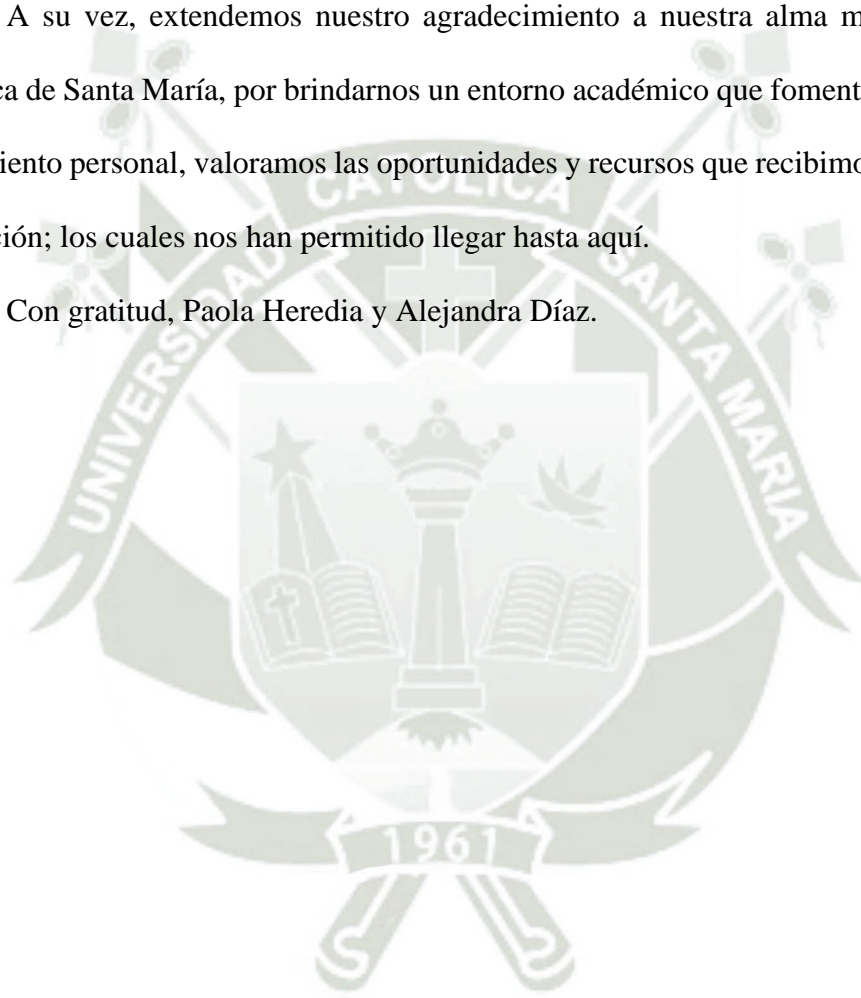 A su vez, extendemos nuestro agradecimiento a nuestra alma m
ca de Santa María, por brindarnos un entorno académico que foment
iento personal, valoramos las oportunidades y recursos que recibimo
ción; los cuales nos han permitido llegar hasta aquí.
Con gratitud, Paola Heredia y Alejandra Díaz.
UNIVERSIDAD CATOLICA SANTA MARIA
1961